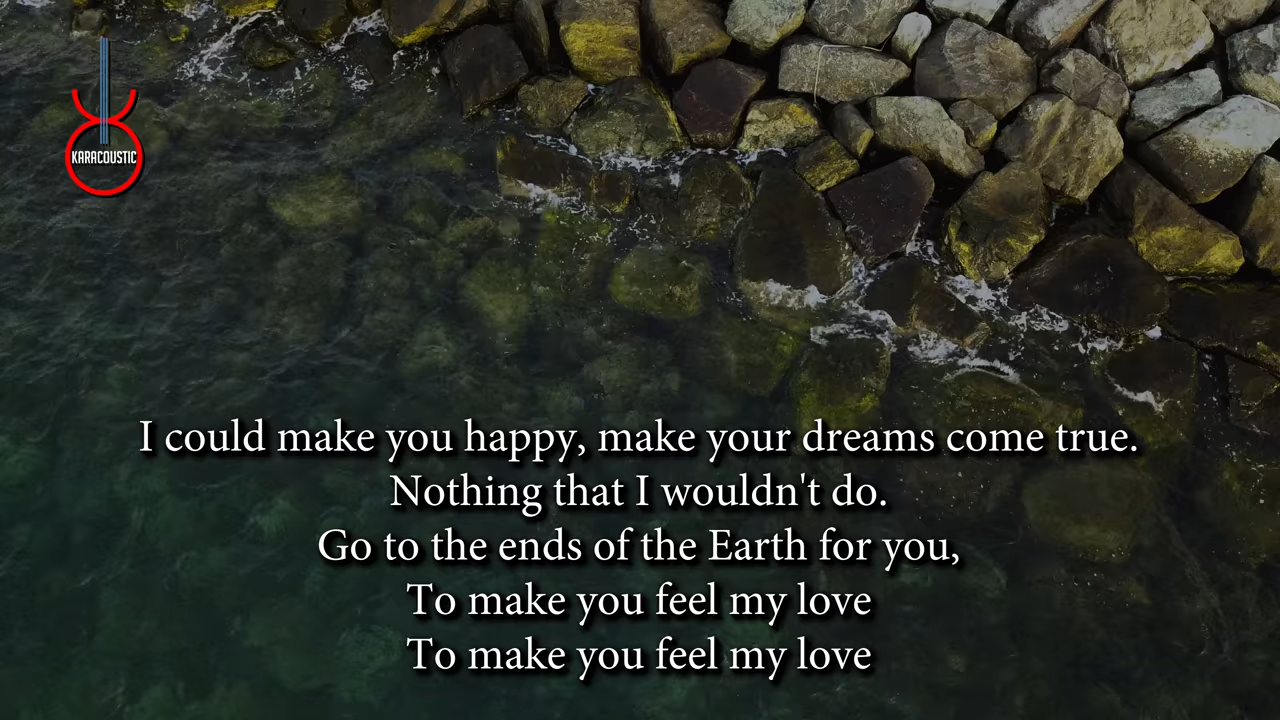 KARACOUSTIC
I could make you happy, make your dreams come true.
Nothing that I wouldn't do.
Go to the ends of the Earth for you,
To make you feel my love
To make you feel my love